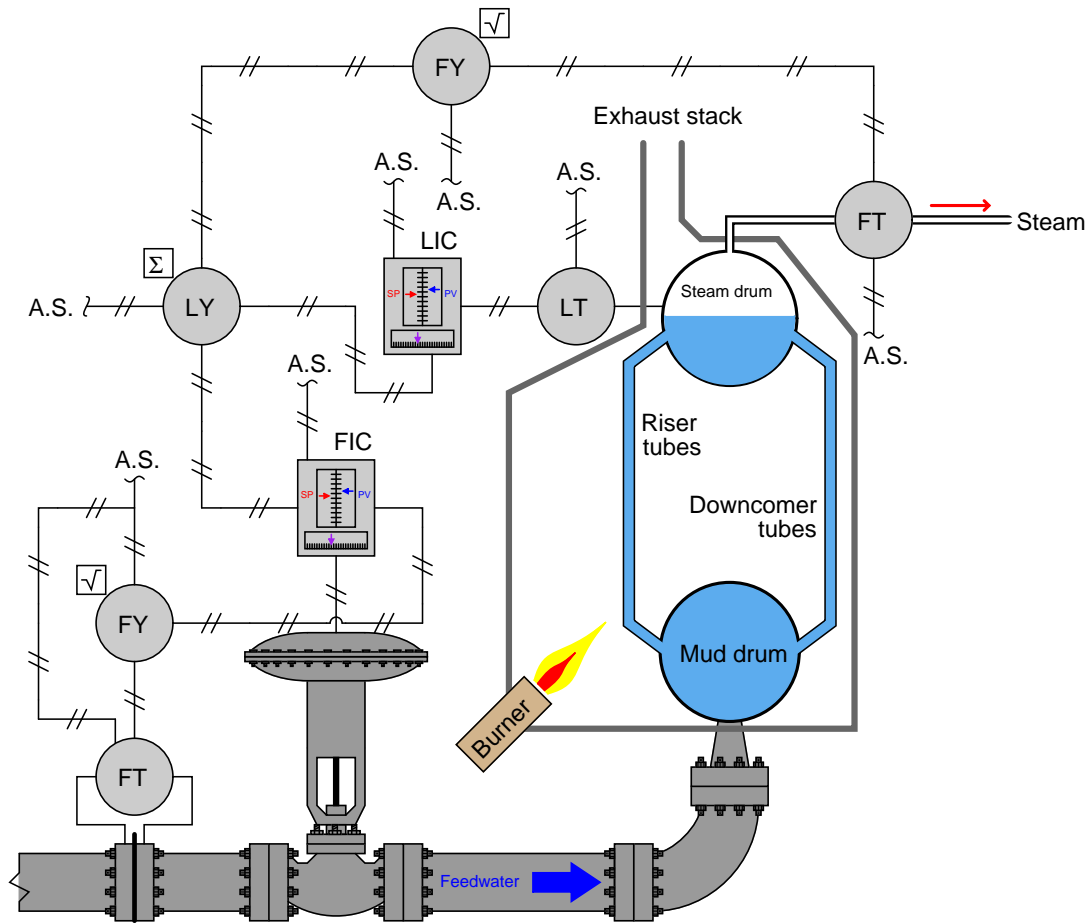 √
FY
Exhaust stack
A.S.
A.S.
A.S.
FT
Steam
LIC
Σ
SP
PV
Steam drum
A.S.
LY
LT
A.S.
A.S.
Riser
tubes
FIC
A.S.
SP
PV
Downcomer
tubes
√
FY
Mud drum
Burner
FT
Feedwater